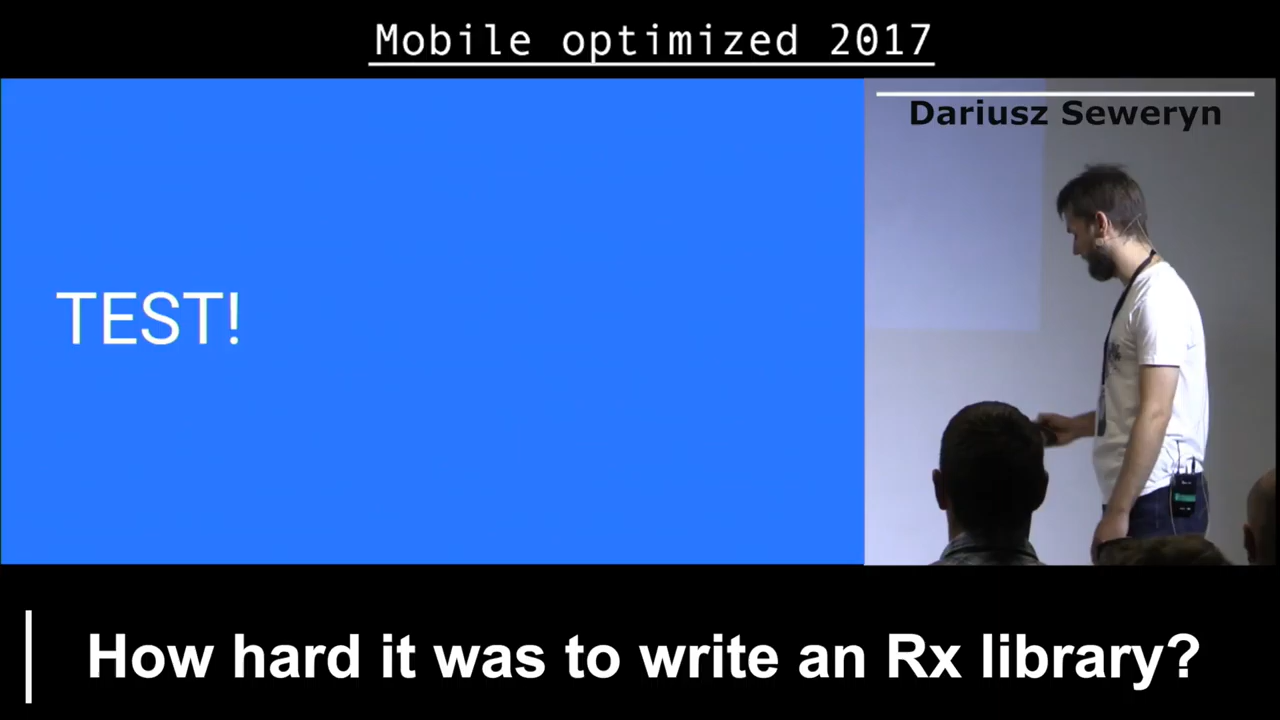 Mobile optimized 2017
Dariusz Seweryn
TEST!
How hard it was to write an Rx library?